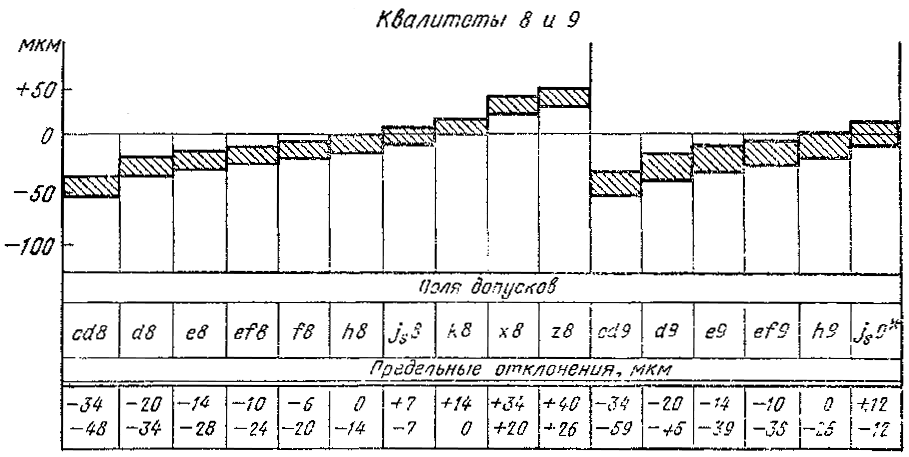 Квалитеты 8 и 9
мкм
+50
0
−50
−100
Поля допусков
cd8 d8 e8 ef8 f8 h8 js8 k8 x8 z8 cd9 d9 e9 ef9 h9 js9*
Предельные отклонения, мкм
−34 −20 −14 −10 −6 0 +7 +14 +34 +40 −34 −20 −14 −10 0 +12
−48 −34 −28 −24 −20 −14 −7 0 +20 +26 −59 −45 −39 −35 −25 −12